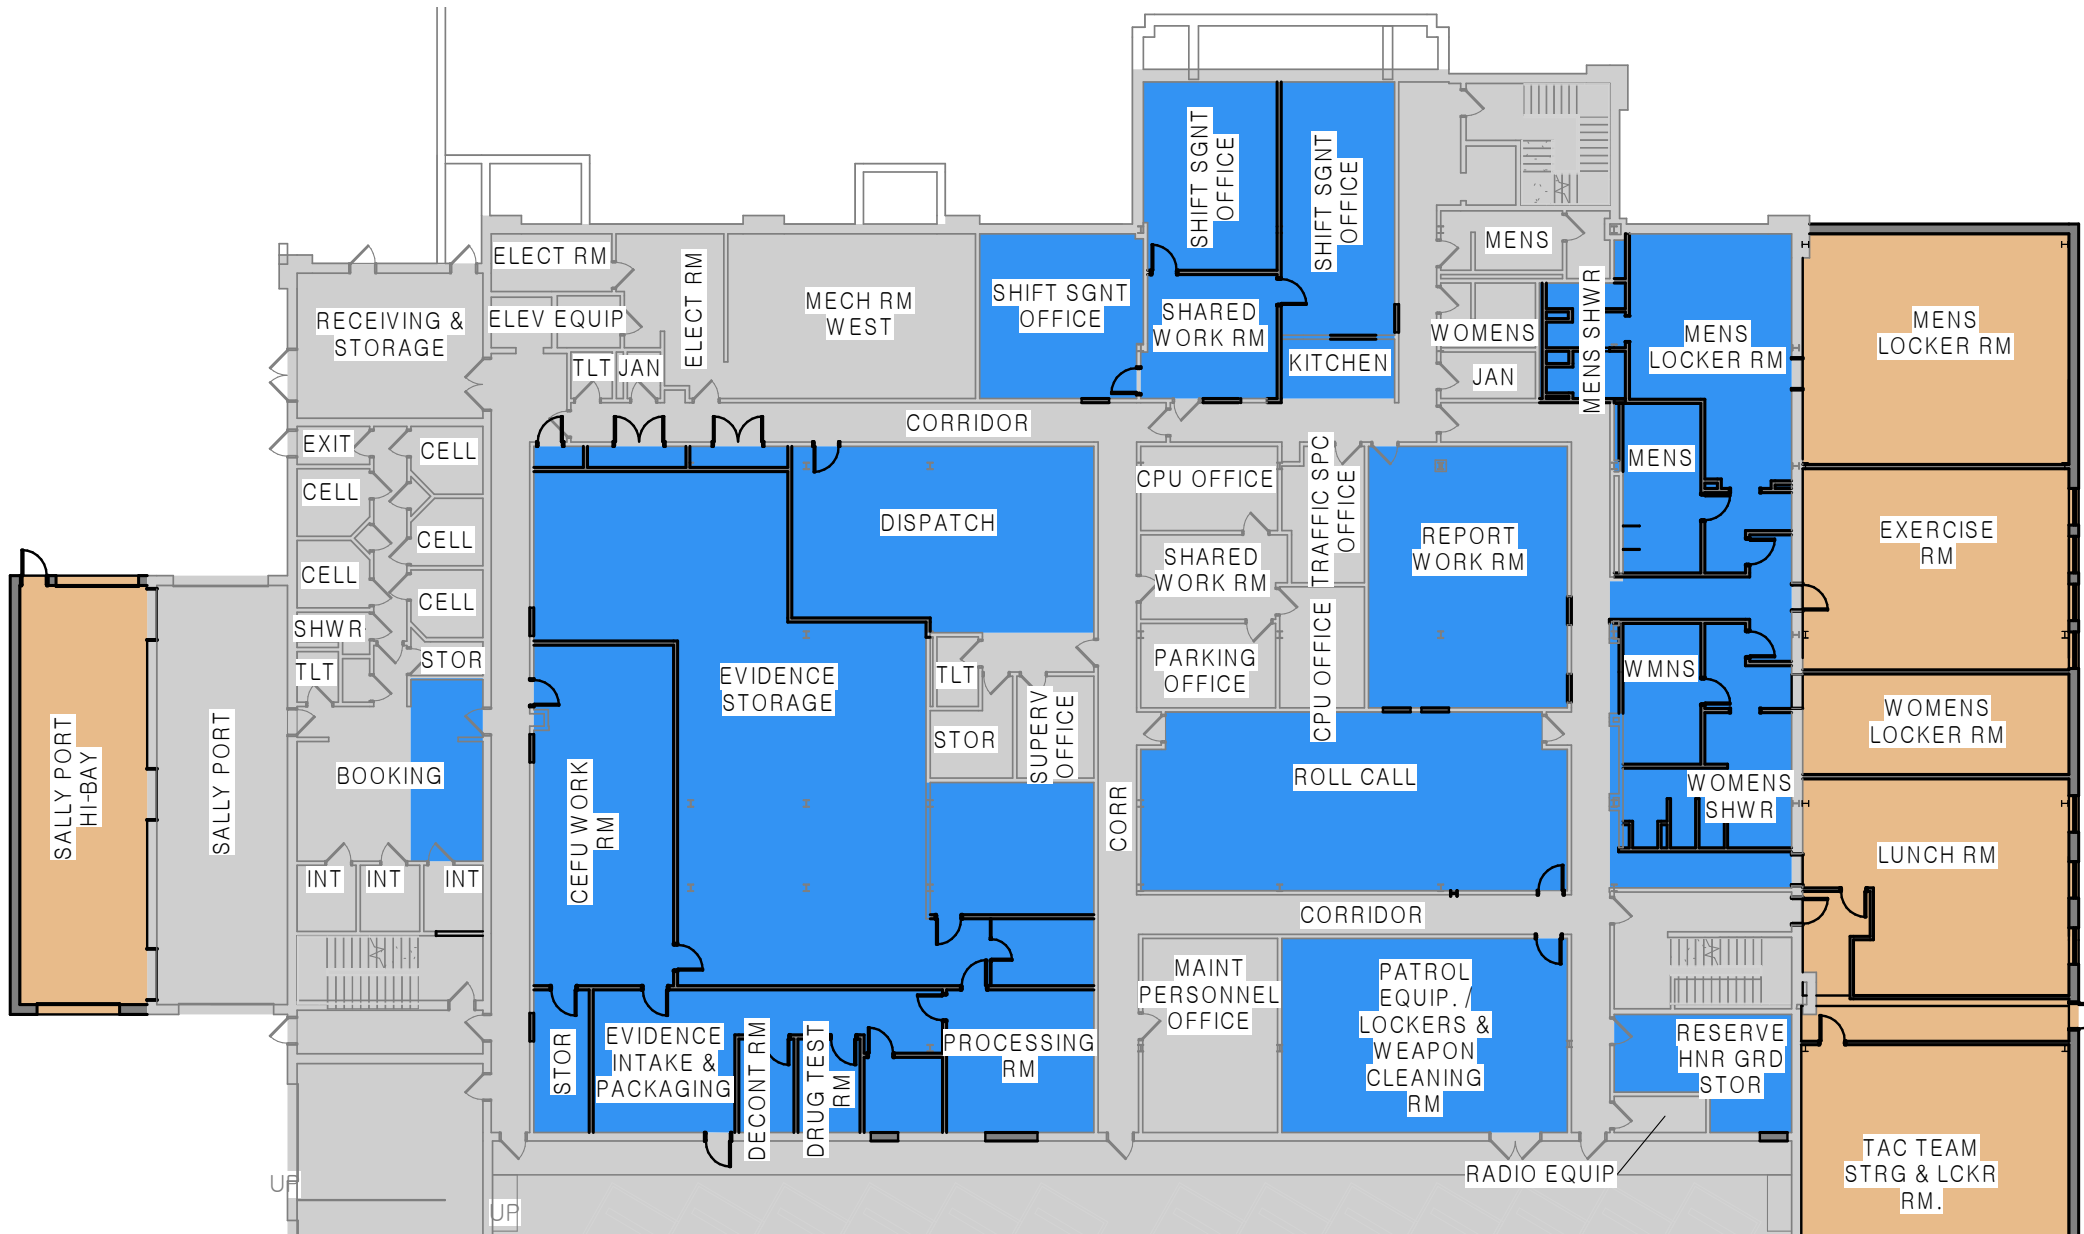 SHIFT SGNT
OFFICE
SHIFT SGNT
OFFICE
MENS
ELECT RM
ELECT RM
MECH RM
WEST
SHIFT SGNT
OFFICE
SHARED
WORK RM
KITCHEN
WOMENS
JAN
MENS SHWR
MENS
LOCKER RM
MENS
LOCKER RM
RECEIVING &
STORAGE
ELEV EQUIP
TLT
JAN
CORRIDOR
EXIT
CELL
CELL
CELL
CELL
CELL
SHWR
STOR
TLT
CPU OFFICE
TRAFFIC SPC
OFFICE
MENS
DISPATCH
SHARED
WORK RM
REPORT
WORK RM
EXERCISE
RM
EVIDENCE
STORAGE
TLT
PARKING
OFFICE
CPU OFFICE
WMNS
WOMENS
LOCKER RM
SALLY PORT
HI-BAY
SALLY PORT
BOOKING
STOR
SUPERV
OFFICE
ROLL CALL
WOMENS
SHWR
CEFU WORK
RM
CORR
LUNCH RM
INT
INT
INT
CORRIDOR
MAINT
PERSONNEL
OFFICE
PATROL
EQUIP. /
LOCKERS &
WEAPON
CLEANING
RM
STOR
EVIDENCE
INTAKE &
PACKAGING
DECONT RM
DRUG TEST
RM
PROCESSING
RM
RESERVE
HNR GRD
STOR
RADIO EQUIP
TAC TEAM
STRG & LCKR
RM.
UP
UP